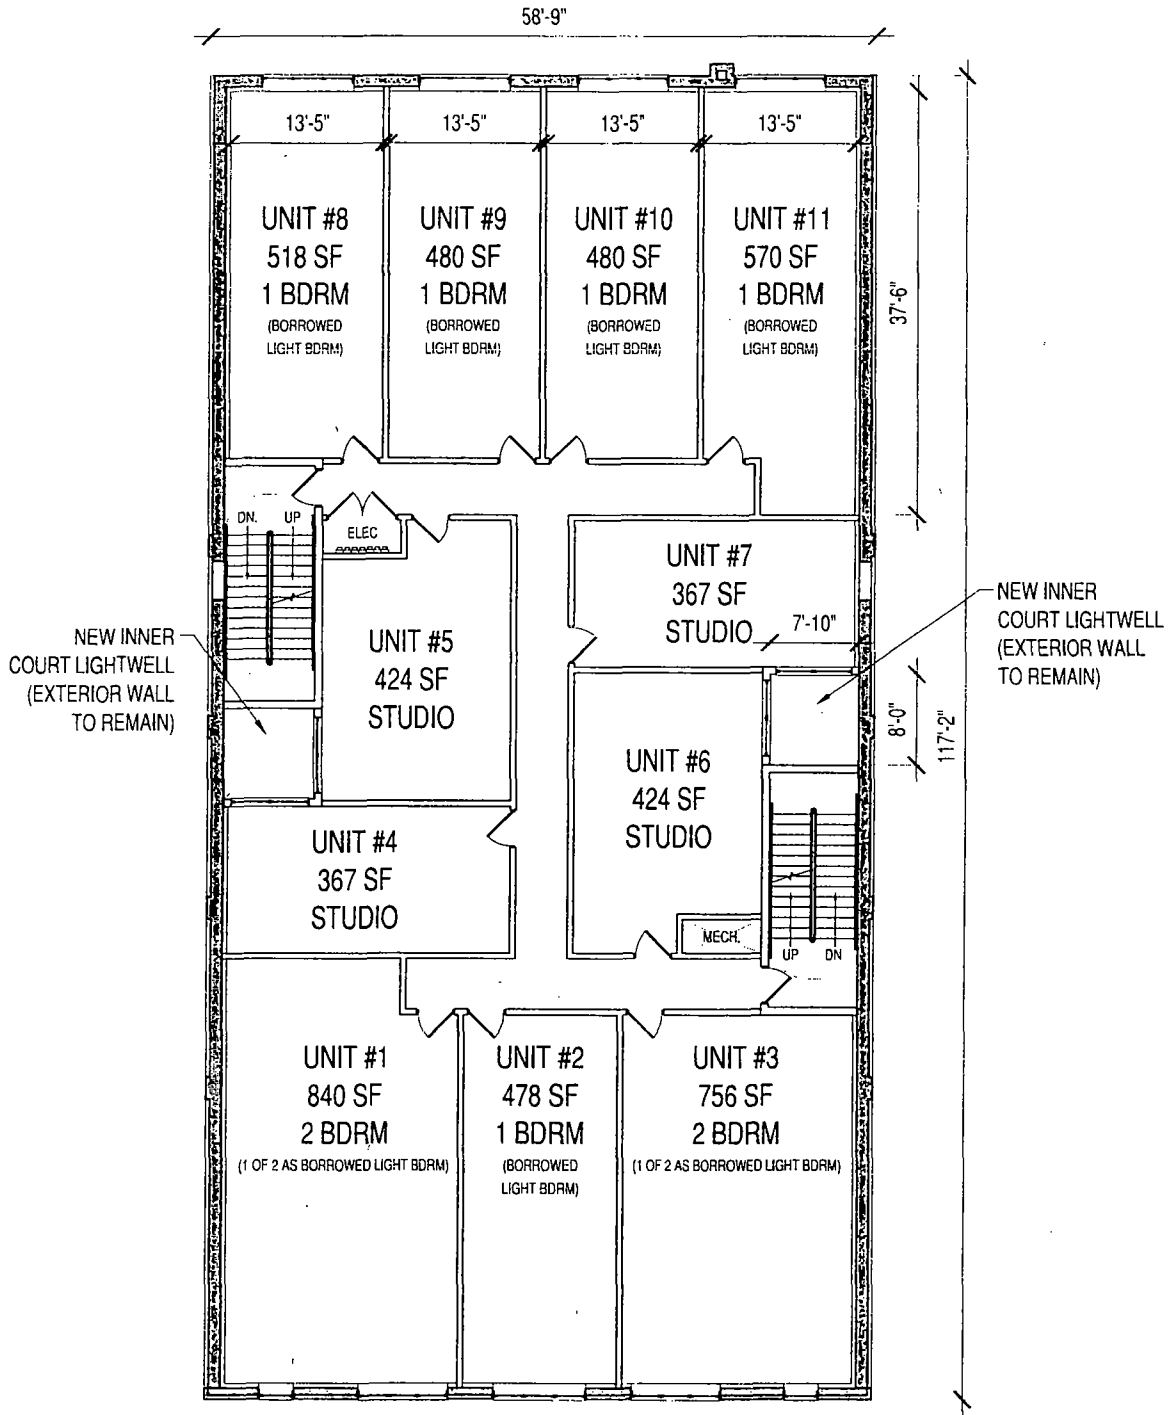 58'-9"
13'-5"
13'-5"
13'-5"
13'-5"
UNIT #8
518 SF
1 BDRM
(BORROWED
LIGHT BDRM)
UNIT #9
480 SF
1 BDRM
(BORROWED
LIGHT BDRM)
UNIT #10
480 SF
1 BDRM
(BORROWED
LIGHT BDRM)
UNIT #11
570 SF
1 BDRM
(BORROWED
LIGHT BDRM)
37'-6"
DN.
UP
ELEC
UNIT #7
367 SF
STUDIO
7'-10"
NEW INNER
COURT LIGHTWELL
(EXTERIOR WALL
TO REMAIN)
NEW INNER
COURT LIGHTWELL
(EXTERIOR WALL
TO REMAIN)
UNIT #5
424 SF
STUDIO
8'-0"
117'-2"
UNIT #6
424 SF
STUDIO
UNIT #4
367 SF
STUDIO
MECH.
UP
DN
UNIT #1
840 SF
2 BDRM
(1 OF 2 AS BORROWED LIGHT BDRM)
UNIT #2
478 SF
1 BDRM
(BORROWED
LIGHT BDRM)
UNIT #3
756 SF
2 BDRM
(1 OF 2 AS BORROWED LIGHT BDRM)